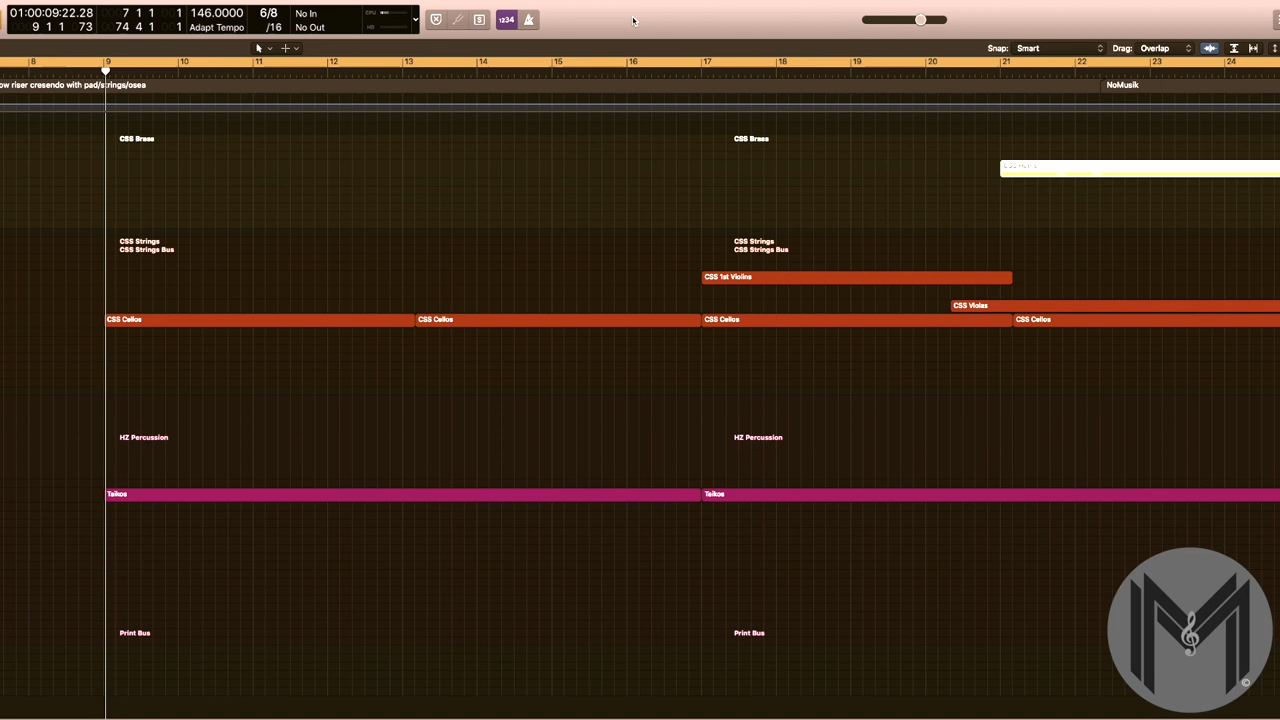 01:00:09:22.28
9 1 1 73
7 1 1 1
74 4 1 1
146.0000
Adapt Tempo
6/8
/16
No In
No Out
CPU
HD
1234
Snap: Smart
Drag: Overlap
8 9 10 11 12 13 14 15 16 17 18 19 20 21 22 23 24
ow riser cresendo with pad/strings/osea
NoMusik
CSS Brass
CSS Brass
CSS Strings
CSS Strings Bus
CSS Strings
CSS Strings Bus
CSS 1st Violins
CSS Violas
CSS Cellos
CSS Cellos
CSS Cellos
CSS Cellos
HZ Percussion
HZ Percussion
Taikos
Taikos
Print Bus
Print Bus
M
©